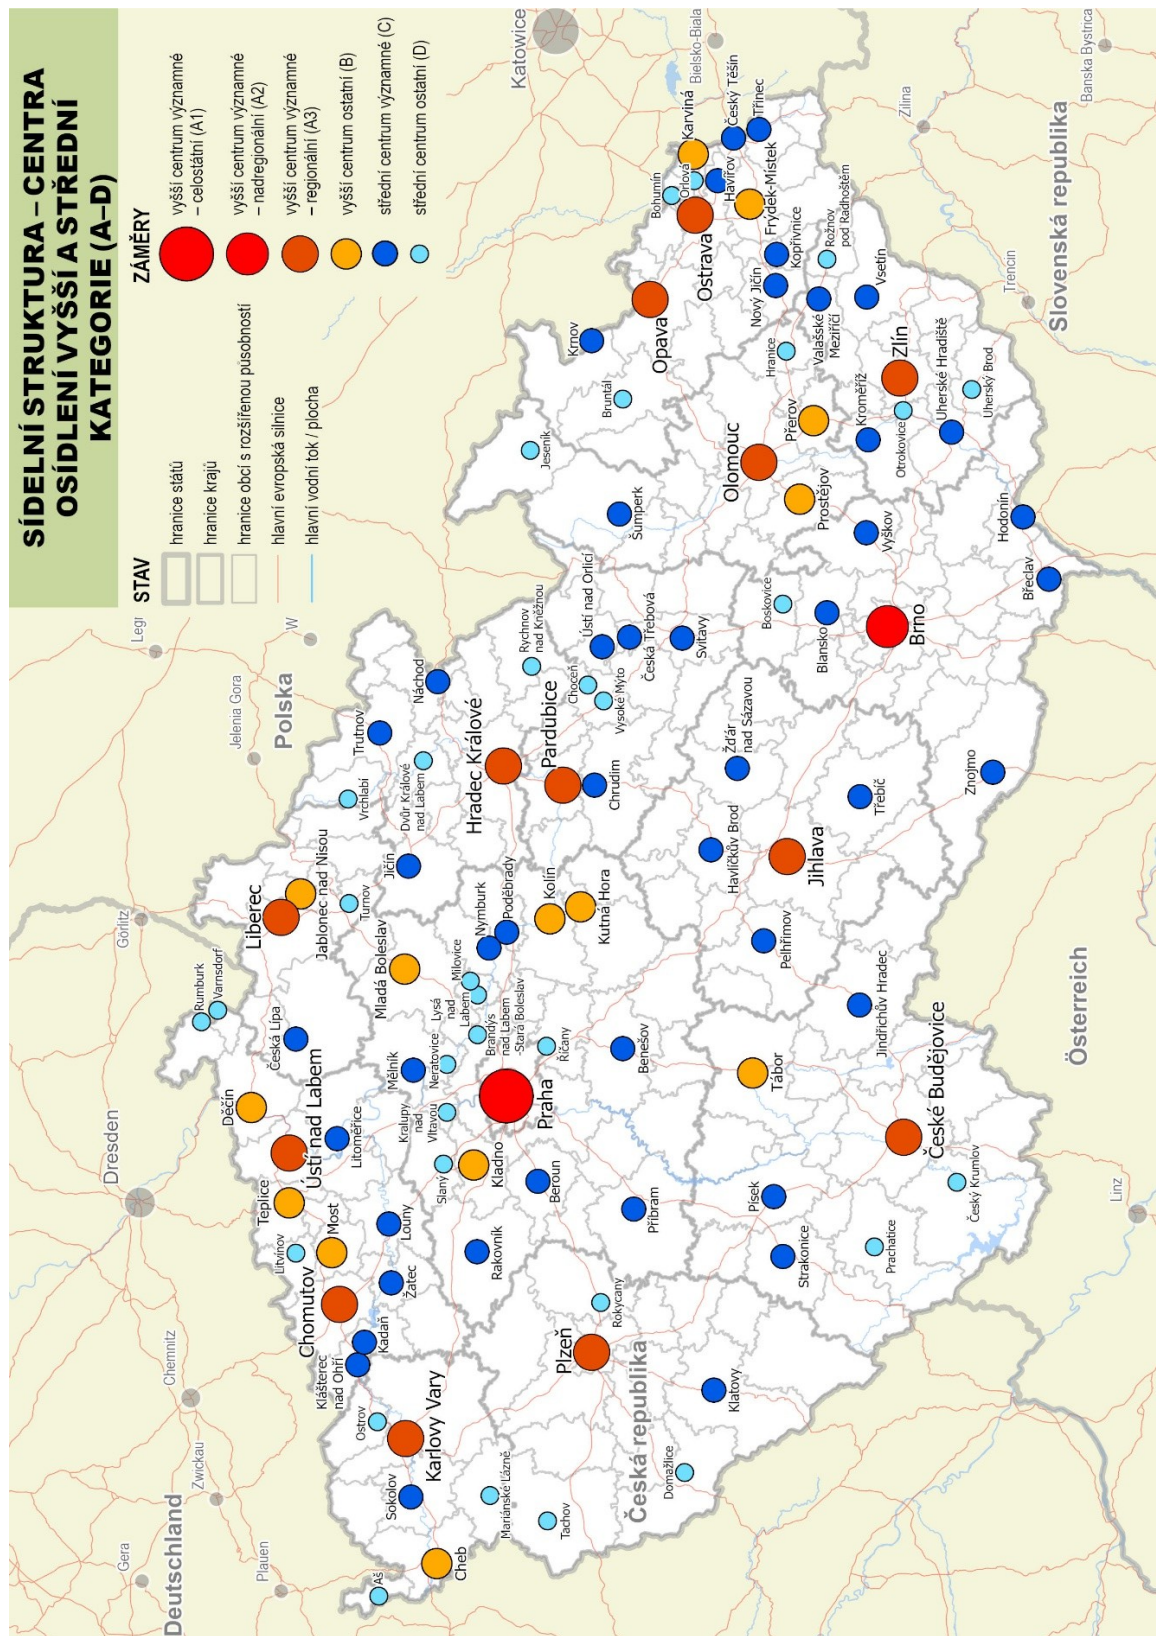 SÍDELNÍ STRUKTURA – CENTRA
OSÍDLENÍ VYŠŠÍ A STŘEDNÍ
KATEGORIE (A–D)
STAV
hranice států
hranice krajů
hranice obcí s rozšířenou působností
hlavní evropská silnice
hlavní vodní tok / plocha
ZÁMĚRY
vyšší centrum významné
– celostátní (A1)
vyšší centrum významné
– nadregionální (A2)
vyšší centrum významné
– regionální (A3)
vyšší centrum ostatní (B)
střední centrum významné (C)
střední centrum ostatní (D)
Deutschland
Gera
Plauen
Zwickau
Chemnitz
Dresden
Görlitz
Polska
Jelenia Gora
Legr
W
Katowice
Bielsko-Biala
Banska Bystrica
Zilina
Trencin
Slovenská republika
Österreich
Linz
Česká republika
Aš
Cheb
Sokolov
Karlovy Vary
Ostrov
Mariánské Lázně
Tachov
Domažlice
Klatovy
Plzeň
Rokycany
Klášterec
nad Ohří
Kadaň
Chomutov
Žatec
Louny
Litvínov
Most
Teplice
Ústí nad Labem
Litoměřice
Děčín
Rumburk
Varnsdorf
Česká Lípa
Liberec
Jablonec nad Nisou
Turnov
Rakovník
Slaný
Kladno
Beroun
Příbram
Kralupy
nad
Vltavou
Mělník
Neratovice
Praha
Brandýs
nad Labem
-Stará Boleslav
Lysá
nad
Labem
Milovice
Říčany
Benešov
Mladá Boleslav
Nymburk
Poděbrady
Kolín
Kutná Hora
Strakonice
Písek
Prachatice
Český Krumlov
České Budějovice
Tábor
Jindřichův Hradec
Pelhřimov
Jihlava
Havlíčkův Brod
Žďár
nad Sázavou
Třebíč
Jičín
Vrchlabí
Trutnov
Dvůr Králové
nad Labem
Náchod
Hradec Králové
Rychnov
nad Kněžnou
Pardubice
Chrudim
Choceň
Vysoké Mýto
Ústí nad Orlicí
Česká Třebová
Svitavy
Znojmo
Brno
Blansko
Boskovice
Vyškov
Břeclav
Hodonín
Šumperk
Jeseník
Olomouc
Prostějov
Přerov
Hranice
Kroměříž
Otrokovice
Zlín
Uherské Hradiště
Uherský Brod
Valašské
Meziříčí
Vsetín
Rožnov
pod Radhoštěm
Bruntál
Krnov
Opava
Ostrava
Nový Jičín
Kopřivnice
Frýdek-Místek
Bohumín
Orlová
Karviná
Havířov
Český Těšín
Třinec